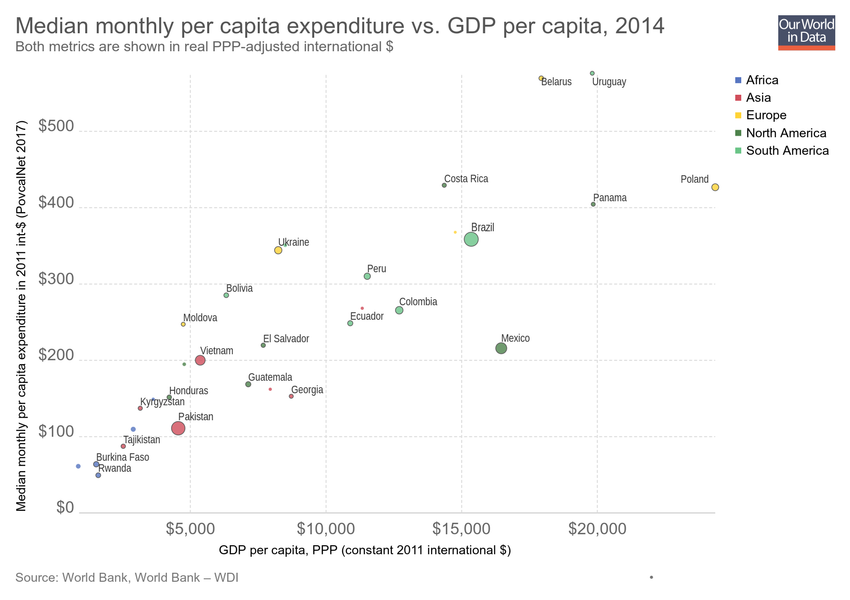 Median monthly per capita expenditure vs. GDP per capita, 2014
Both metrics are shown in real PPP-adjusted international $
Our World
in Data
Africa
Asia
Europe
North America
South America
Median monthly per capita expenditure in 2011 int-$ (PovcalNet 2017)
$500
$400
$300
$200
$100
$0
Belarus
Uruguay
Costa Rica
Poland
Panama
Brazil
Ukraine
Peru
Bolivia
Colombia
Ecuador
Moldova
El Salvador
Mexico
Vietnam
Guatemala
Georgia
Honduras
Kyrgyzstan
Pakistan
Tajikistan
Burkina Faso
Rwanda
$5,000
$10,000
$15,000
$20,000
GDP per capita, PPP (constant 2011 international $)
Source: World Bank, World Bank – WDI